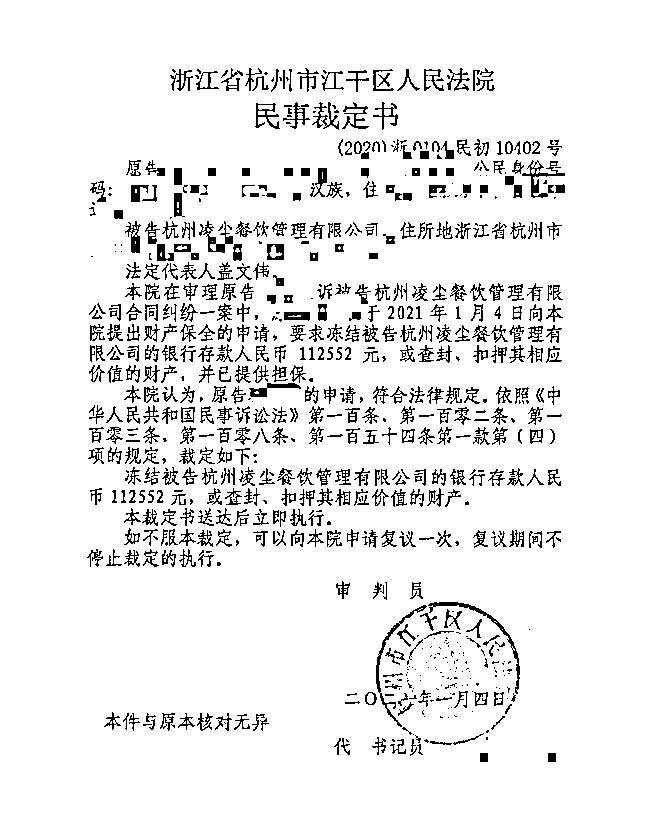 浙江省杭州市江干区人民法院
民事裁定书
(2020)浙0104民初10402号
原告 公民身份号
码: 汉族,住
被告杭州凌尘餐饮管理有限公司,住所地浙江省杭州市
法定代表人盖文伟。
本院在审理原告 诉被告杭州凌尘餐饮管理有限
公司合同纠纷一案中, 于2021年1月4日向本
院提出财产保全的申请,要求冻结被告杭州凌尘餐饮管理有
限公司的银行存款人民币112552元,或查封、扣押其相应
价值的财产,并已提供担保。
本院认为,原告 的申请,符合法律规定。依照《中
华人民共和国民事诉讼法》第一百条、第一百零二条、第一
百零三条、第一百零八条、第一百五十四条第一款第(四)
项的规定,裁定如下:
冻结被告杭州凌尘餐饮管理有限公司的银行存款人民
币112552元,或查封、扣押其相应价值的财产。
本裁定书送达后立即执行。
如不服本裁定,可以向本院申请复议一次,复议期间不
停止裁定的执行。
审 判 员
州市江干区人民
二〇 一年一月四日
本件与原本核对无异
代 书记员